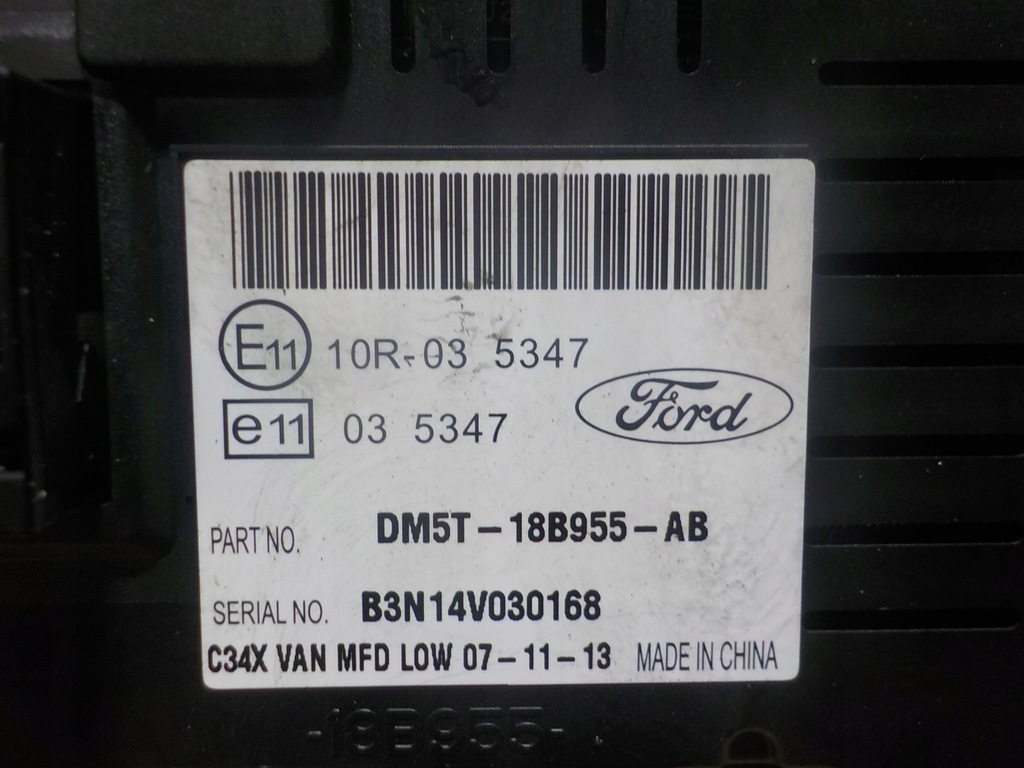 E11 10R-03 5347
e11 03 5347
Ford
PART NO. DM5T-18B955-AB
SERIAL NO. B3N14V030168
C34X VAN MFD LOW 07-11-13 MADE IN CHINA
-18B955-